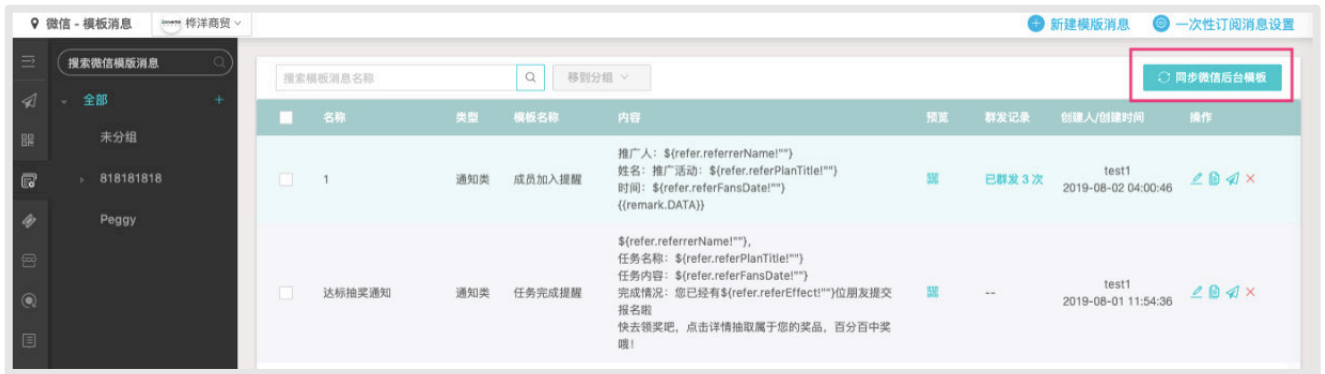 微信 - 模板消息
桦洋商贸
新建模版消息
一次性订阅消息设置
搜索微信模版消息
全部
未分组
818181818
Peggy
搜索模板消息名称
移到分组
同步微信后台模板
名称
类型
模板名称
内容
预览
群发记录
创建人/创建时间
操作
1
通知类
成员加入提醒
推广人：${refer.referrerName!""}
姓名：推广活动：${refer.referPlanTitle!""}
时间：${refer.referFansDate!""}
{{remark.DATA}}
已群发 3 次
test1
2019-08-02 04:00:46
达标抽奖通知
通知类
任务完成提醒
${refer.referrerName!""},
任务名称：${refer.referPlanTitle!""}
任务内容：${refer.referFansDate!""}
完成情况：您已经有${refer.referEffect!""}位朋友提交
报名啦
快去领奖吧，点击详情抽取属于您的奖品，百分百中奖
哦！
--
test1
2019-08-01 11:54:36